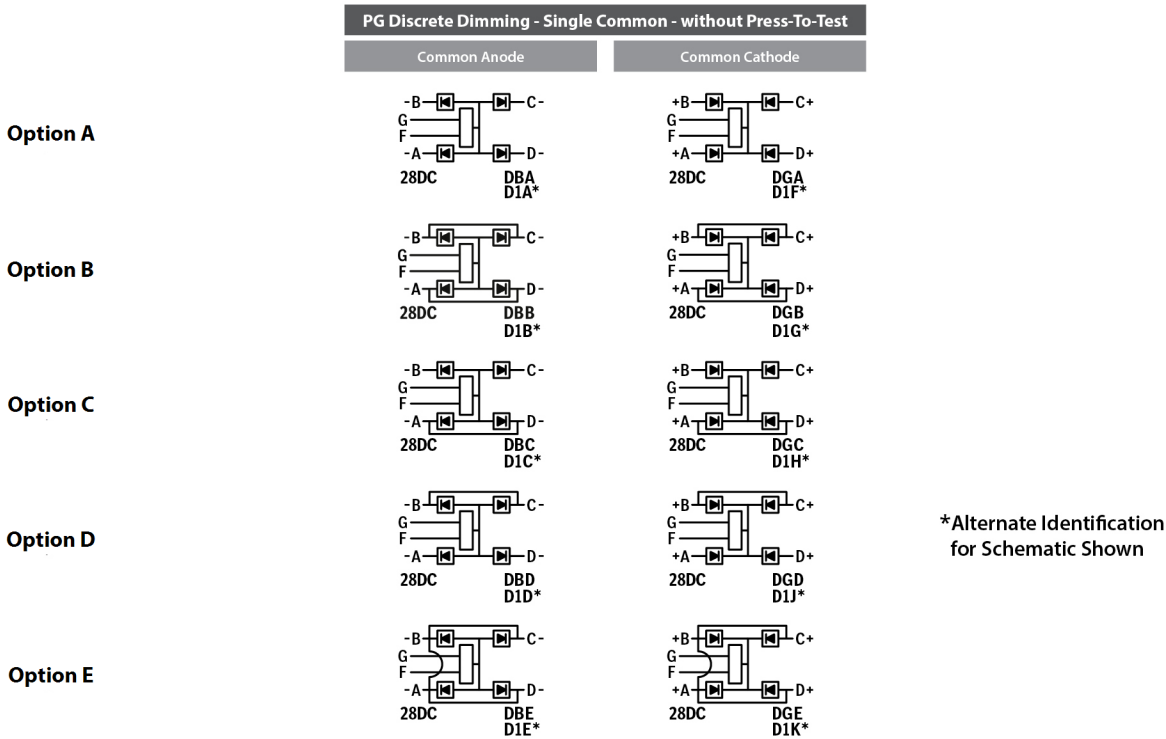 PG Discrete Dimming - Single Common - without Press-To-Test
Common Anode
Common Cathode
Option A
-B
C-
G
F
-A
D-
28DC
DBA
D1A*
+B
C+
G
F
+A
D+
28DC
DGA
D1F*
Option B
-B
C-
G
F
-A
D-
28DC
DBB
D1B*
+B
C+
G
F
+A
D+
28DC
DGB
D1G*
Option C
-B
C-
G
F
-A
D-
28DC
DBC
D1C*
+B
C+
G
F
+A
D+
28DC
DGC
D1H*
Option D
-B
C-
G
F
-A
D-
28DC
DBD
D1D*
+B
C+
G
F
+A
D+
28DC
DGD
D1J*
*Alternate Identification
for Schematic Shown
Option E
-B
C-
G
F
-A
D-
28DC
DBE
D1E*
+B
C+
G
F
+A
D+
28DC
DGE
D1K*